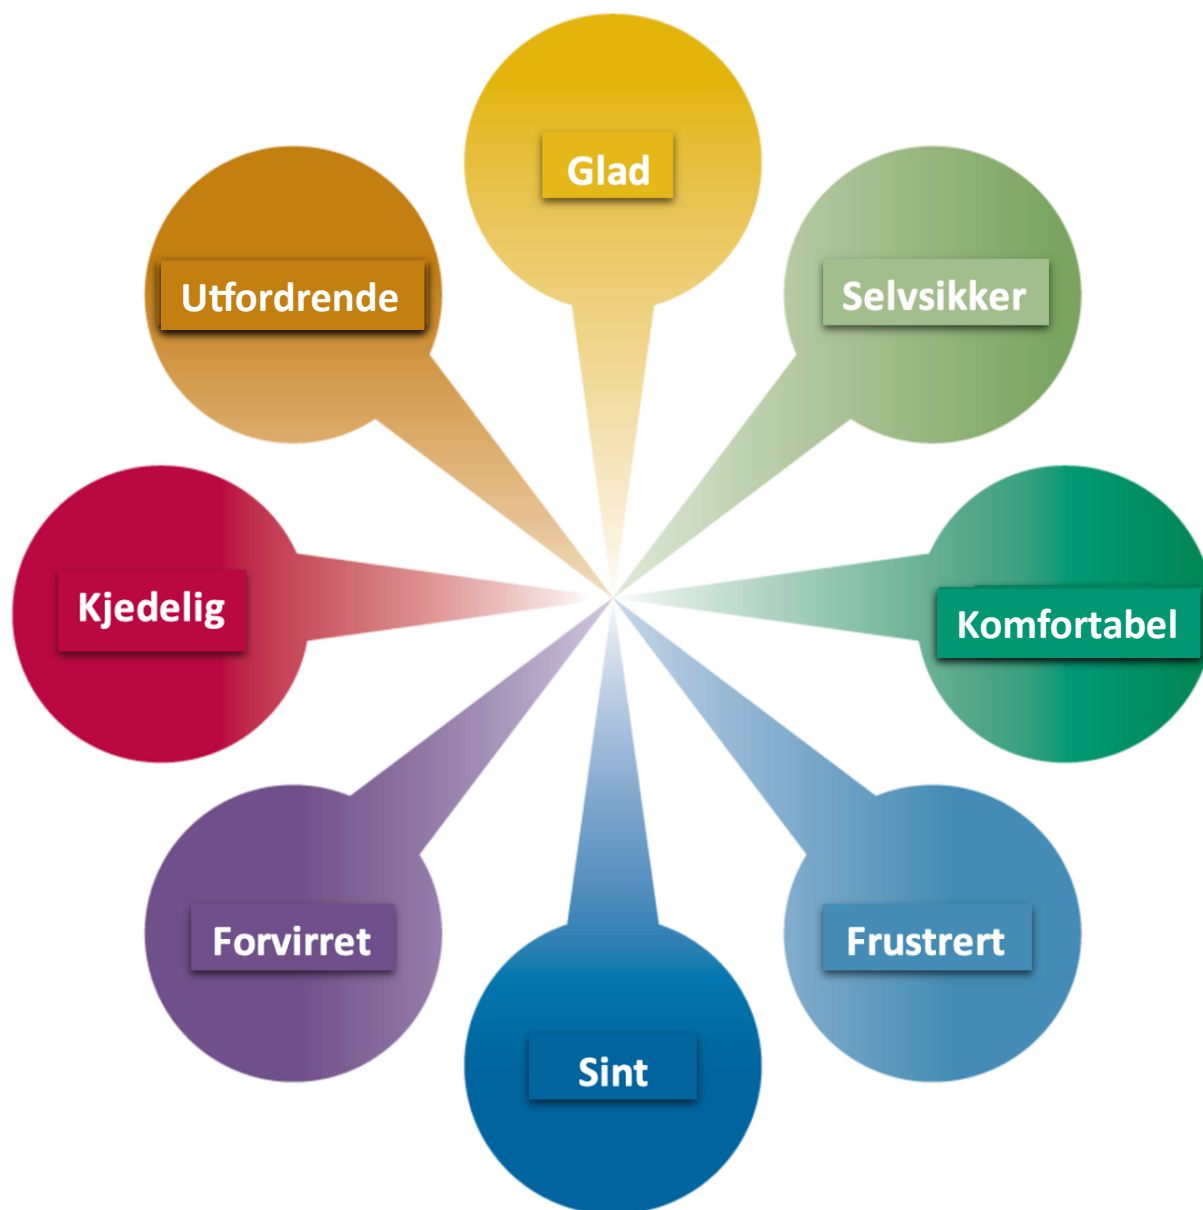 Glad
Utfordrende
Selvsikker
Kjedelig
Komfortabel
Forvirret
Frustrert
Sint